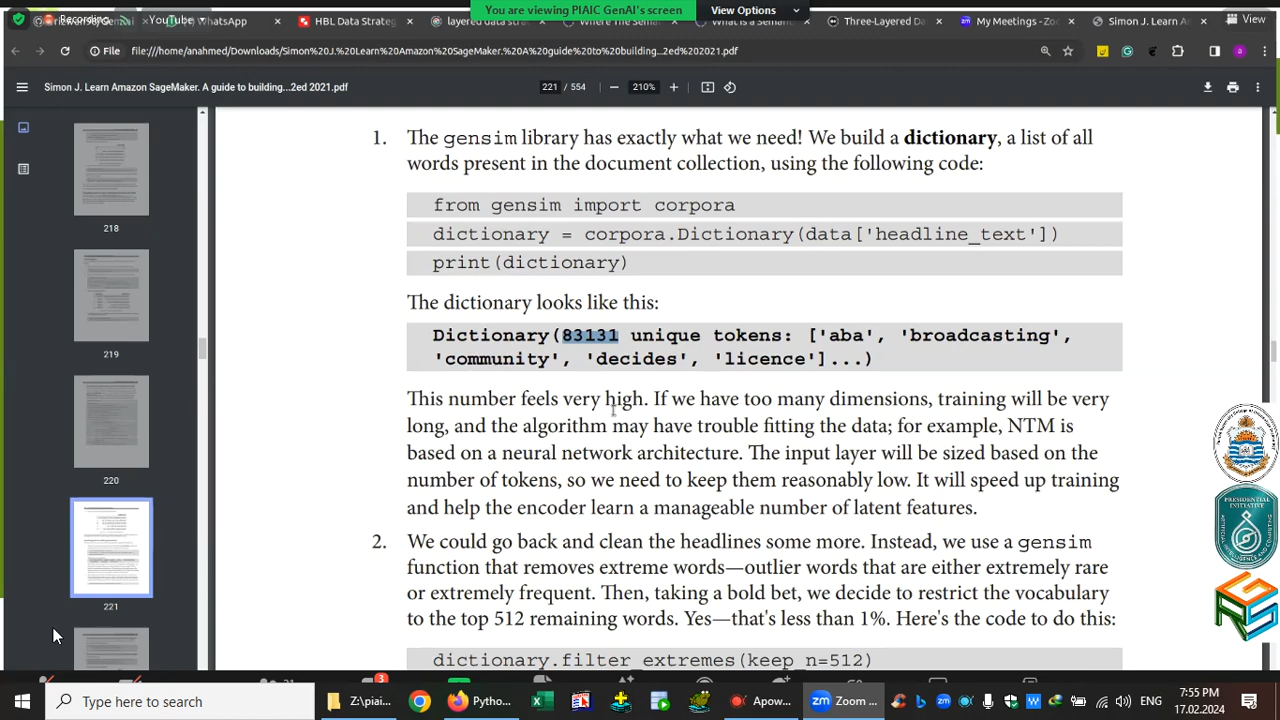 Recording
YouTube
WhatsApp
HBL Data Strate
layered data stra
Where The Sema
What is a Seman
Three-Layered Da
My Meetings - Zo
Simon J. Learn Am
You are viewing PIAIC GenAI's screen
View Options
View
File
file:///home/anahmed/Downloads/Simon%20J.%20Learn%20Amazon%20SageMaker.%20A%20guide%20to%20building...2ed%202021.pdf
Simon J. Learn Amazon SageMaker. A guide to building...2ed 2021.pdf
221 / 554
210%
218
219
220
221
1. The gensim library has exactly what we need! We build a dictionary, a list of all
words present in the document collection, using the following code:
from gensim import corpora
dictionary = corpora.Dictionary(data['headline_text'])
print(dictionary)
The dictionary looks like this:
Dictionary(83131 unique tokens: ['aba', 'broadcasting',
'community', 'decides', 'licence']...)
This number feels very high. If we have too many dimensions, training will be very
long, and the algorithm may have trouble fitting the data; for example, NTM is
based on a neural network architecture. The input layer will be sized based on the
number of tokens, so we need to keep them reasonably low. It will speed up training
and help the encoder learn a manageable number of latent features.
2. We could go back and clean the headlines some more. Instead, we use a gensim
function that removes extreme words—outlier words that are either extremely rare
or extremely frequent. Then, taking a bold bet, we decide to restrict the vocabulary
to the top 512 remaining words. Yes—that's less than 1%. Here's the code to do this:
dictionary.filter_extremes(keep_n=512)
PRESIDENTIAL
INITIATIVE
Type here to search
Z:\piai...
Pytho...
Apow...
Zoom ...
ENG
7:55 PM
17.02.2024